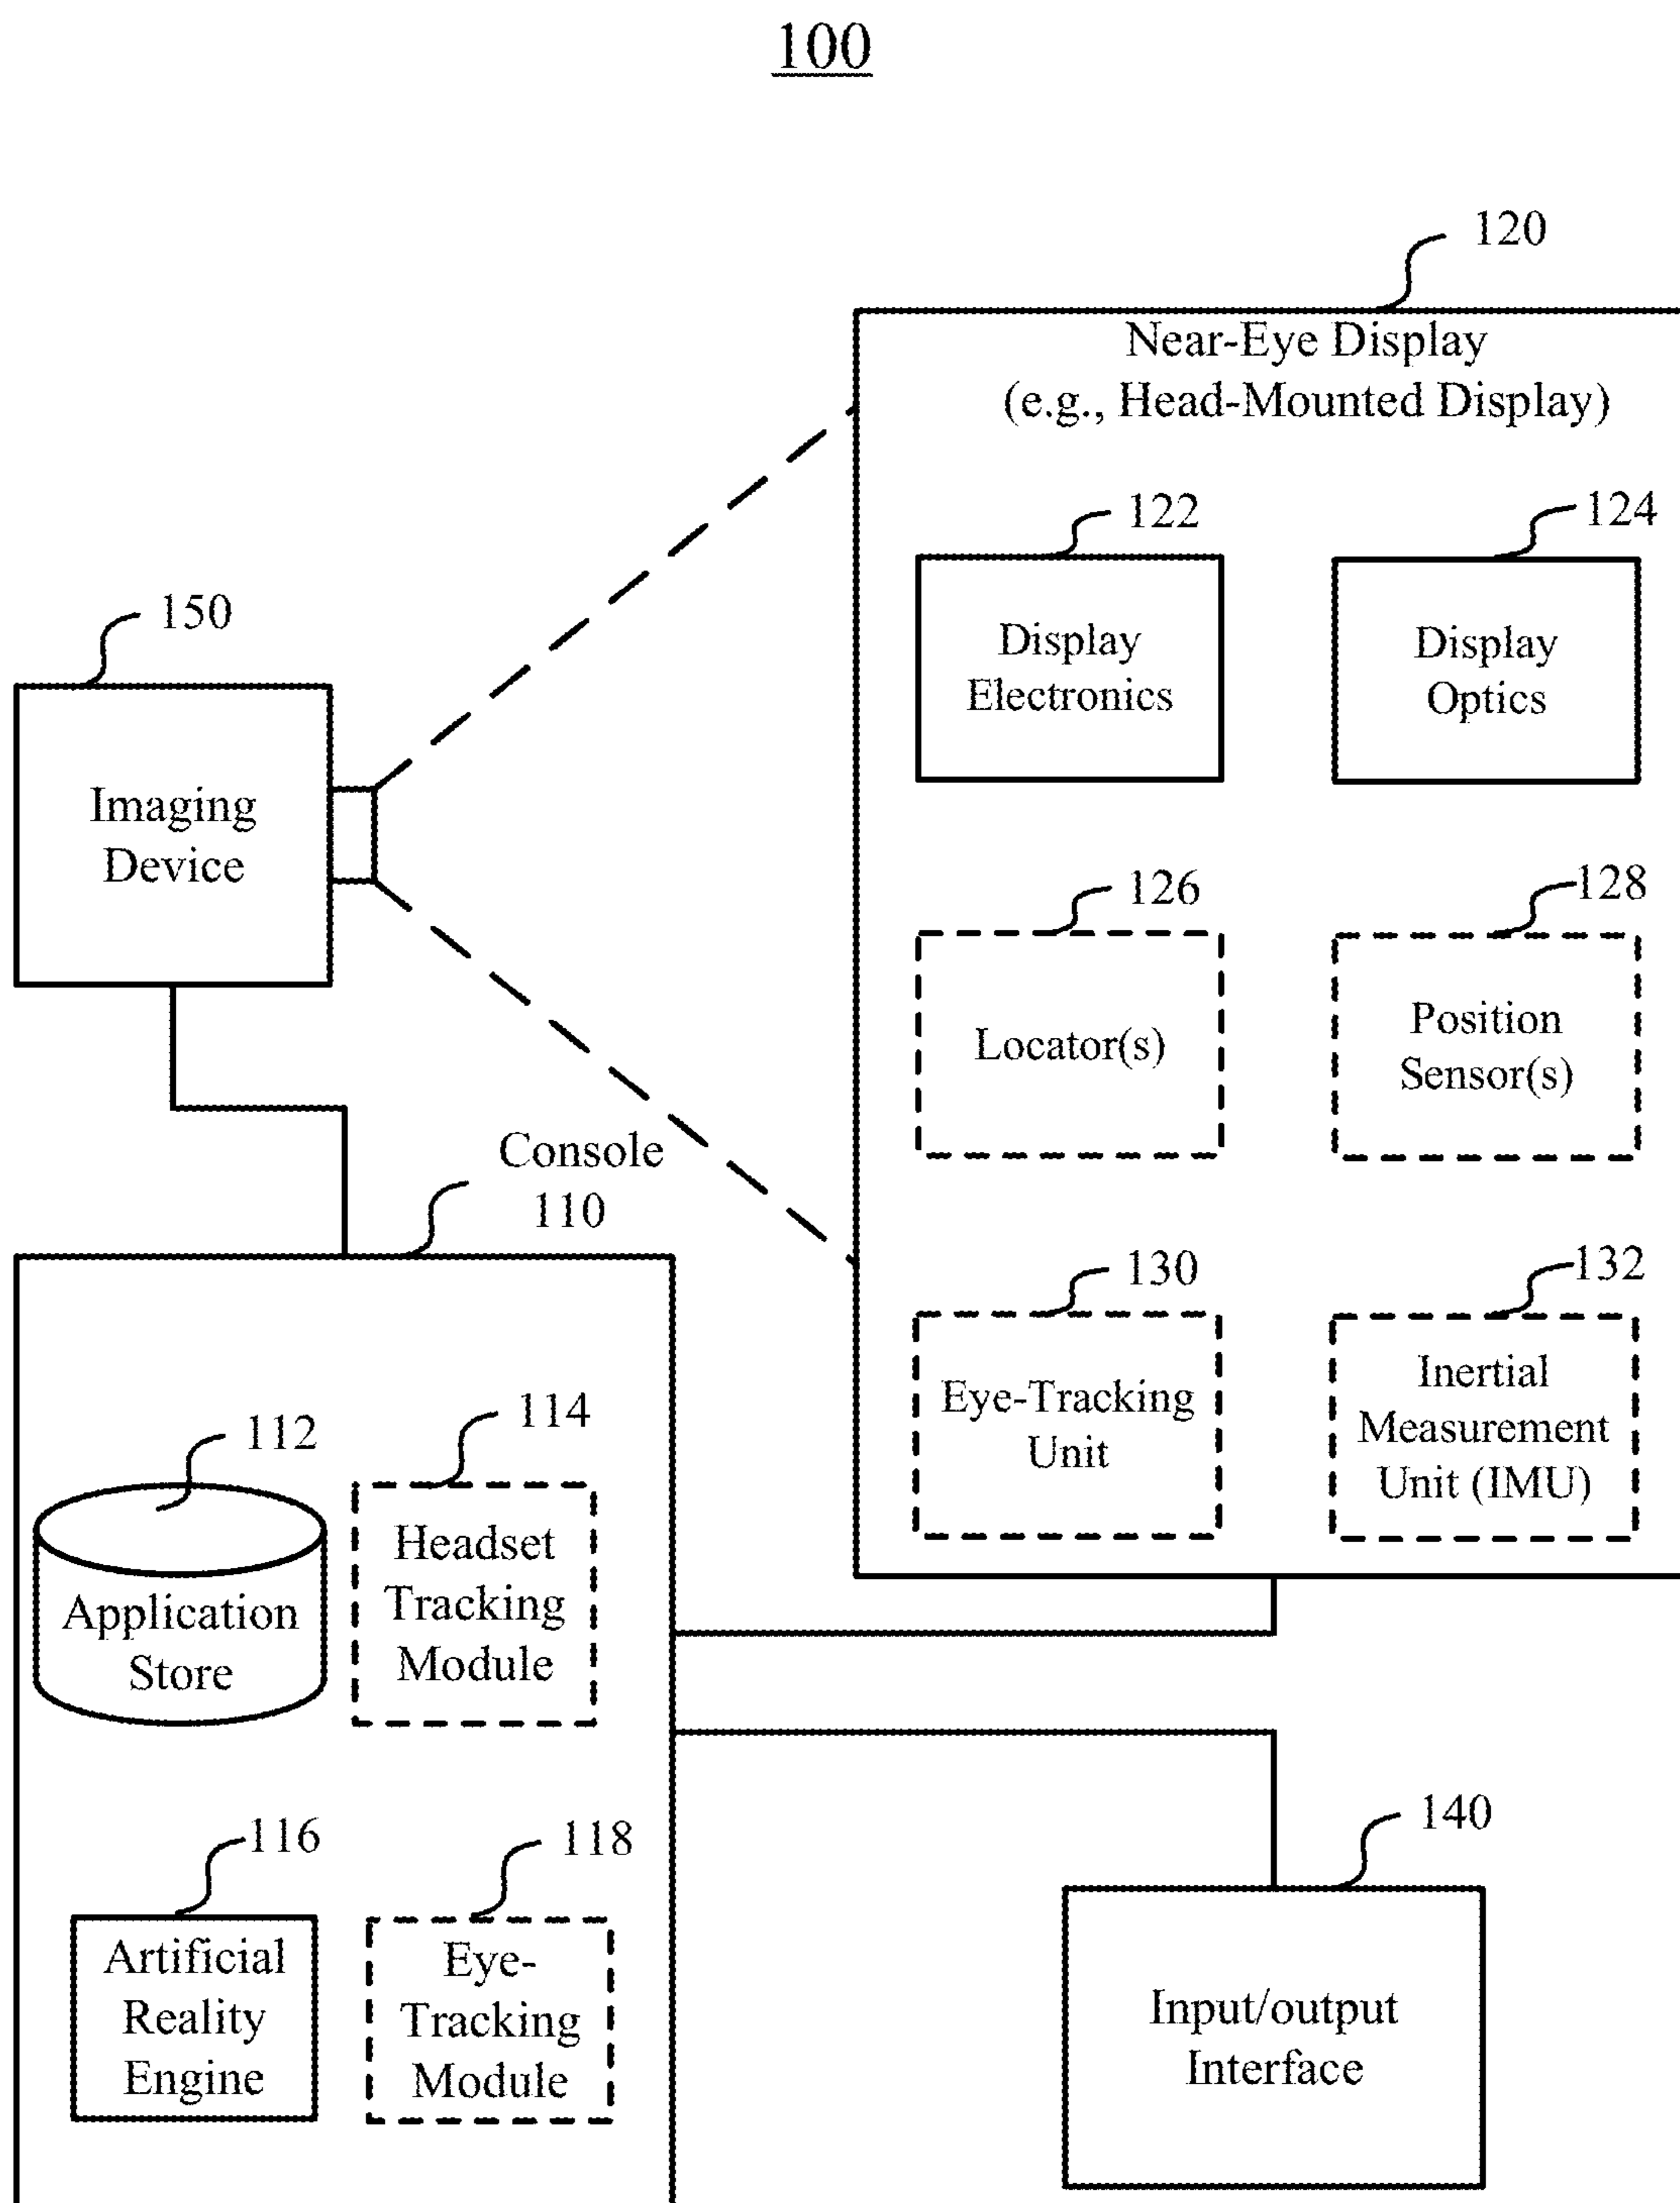 100
120
Near-Eye Display
(e.g., Head-Mounted Display)
122
124
Display
Electronics
Display
Optics
150
Imaging
Device
126
128
Locator(s)
Position
Sensor(s)
Console
110
130
132
Eye-Tracking
Unit
Inertial
Measurement
Unit (IMU)
112
114
Application
Store
Headset
Tracking
Module
116
118
Artificial
Reality
Engine
Eye-
Tracking
Module
140
Input/output
Interface